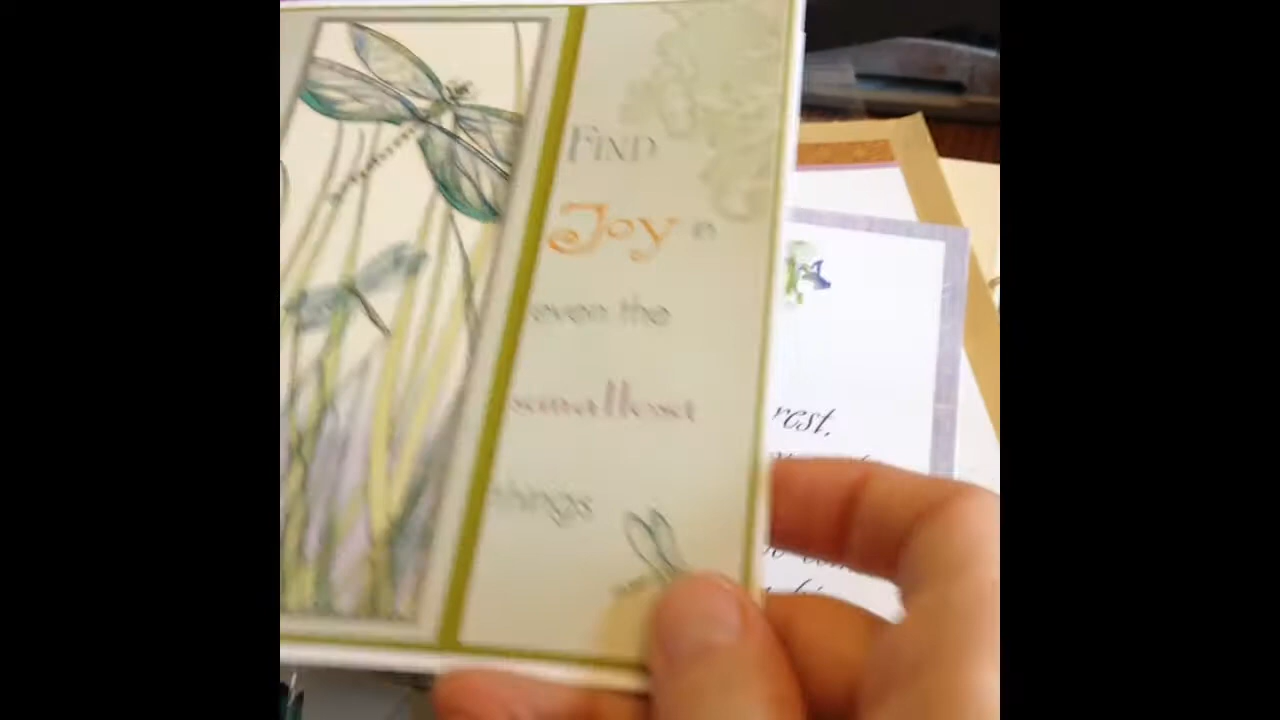 Find
Joy in
even the
smallest
things
rest,